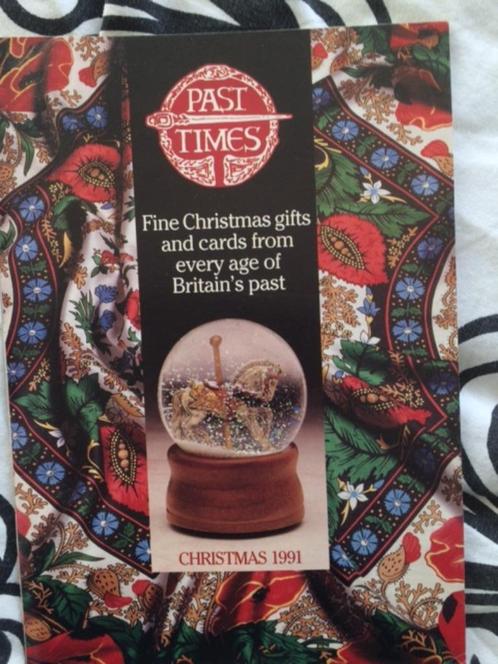 PAST
TIMES
Fine Christmas gifts
and cards from
every age of
Britain's past
CHRISTMAS 1991